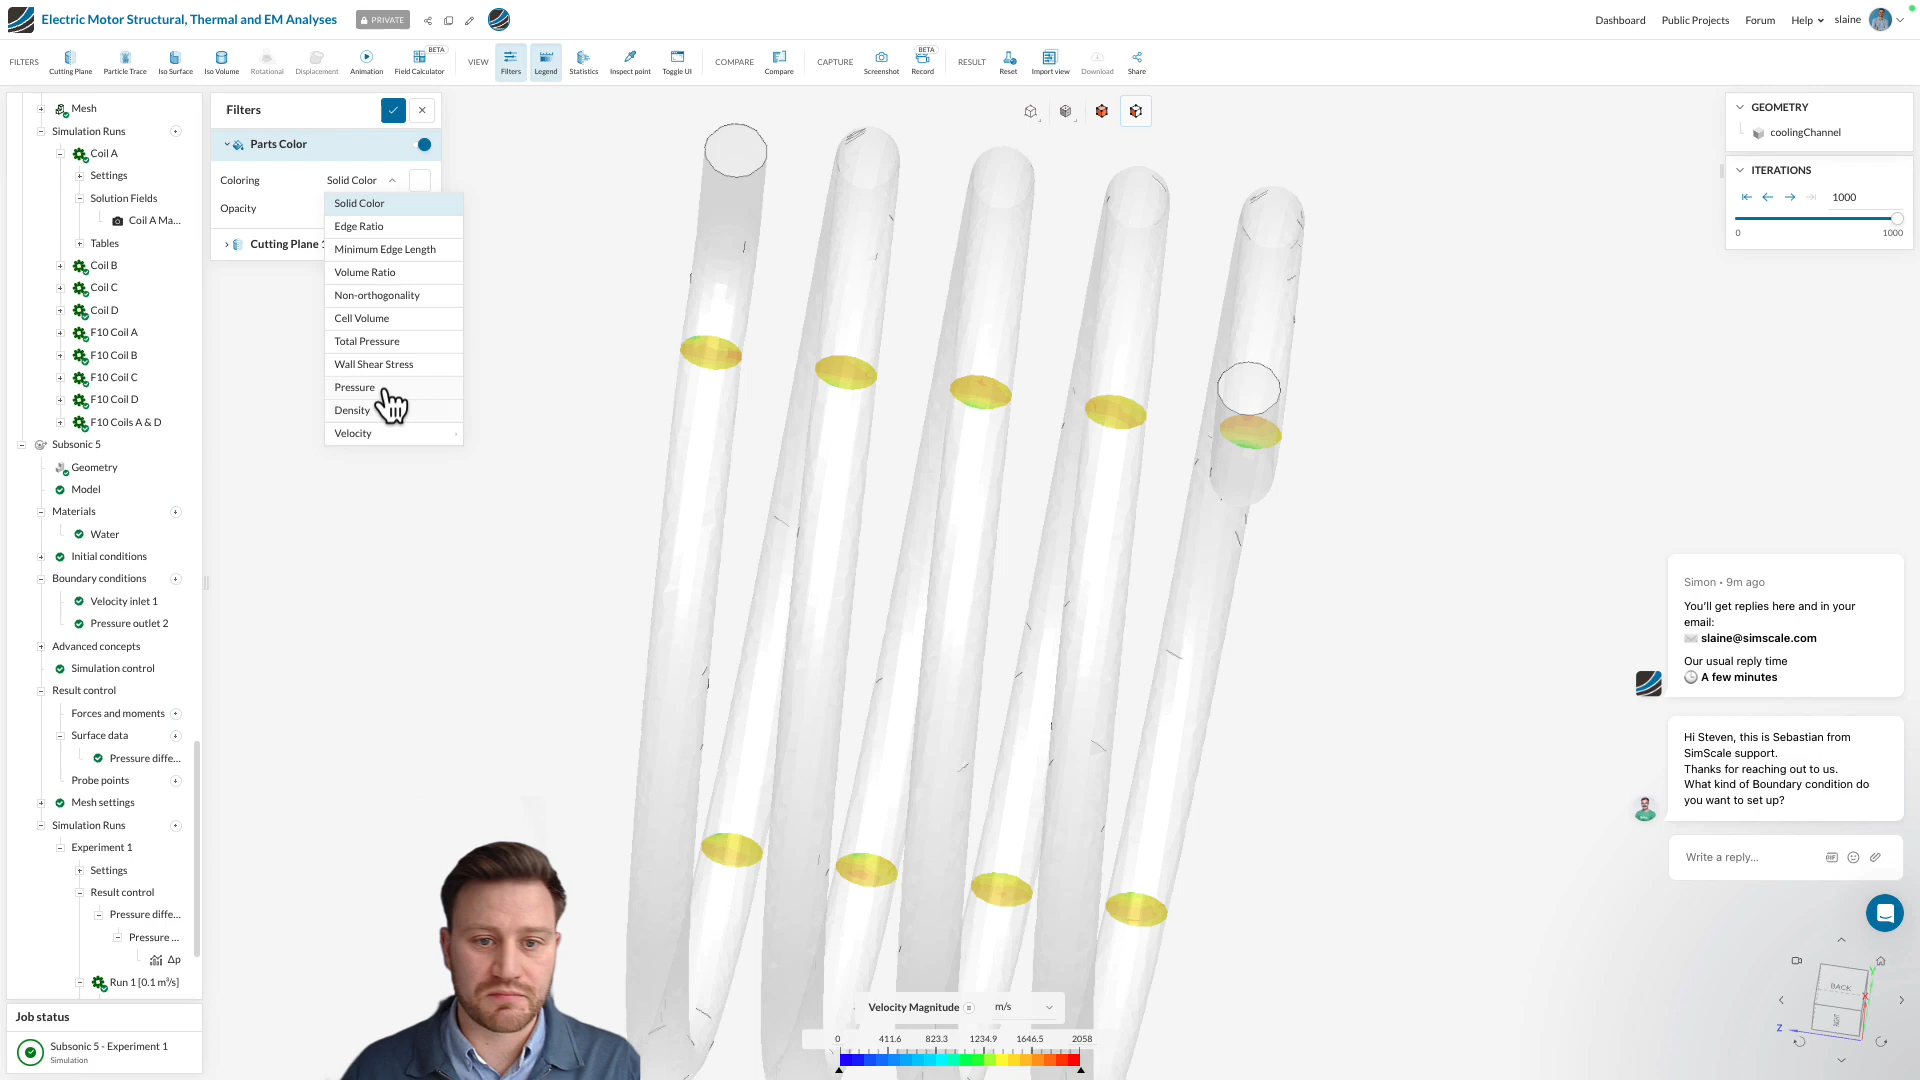 Electric Motor Structural, Thermal and EM Analyses
PRIVATE
Dashboard
Public Projects
Forum
Help
slaine
FILTERS
Cutting Plane
Particle Trace
Iso Surface
Iso Volume
Rotational
Displacement
Animation
BETA
Field Calculator
VIEW
Filters
Legend
Statistics
Inspect point
Toggle UI
COMPARE
Compare
CAPTURE
Screenshot
BETA
Record
RESULT
Reset
Import view
Download
Share
Mesh
Simulation Runs
Coil A
Settings
Solution Fields
Coil A Ma...
Tables
Coil B
Coil C
Coil D
F10 Coil A
F10 Coil B
F10 Coil C
F10 Coil D
F10 Coils A & D
Subsonic 5
Geometry
Model
Materials
Water
Initial conditions
Boundary conditions
Velocity inlet 1
Pressure outlet 2
Advanced concepts
Simulation control
Result control
Forces and moments
Surface data
Pressure diffe...
Probe points
Mesh settings
Simulation Runs
Experiment 1
Settings
Result control
Pressure diffe...
Pressure ...
Δp
Run 1 [0.1 m³/s]
Job status
Subsonic 5 - Experiment 1
Simulation
Filters
Parts Color
Coloring
Solid Color
Opacity
Cutting Plane 1
Solid Color
Edge Ratio
Minimum Edge Length
Volume Ratio
Non-orthogonality
Cell Volume
Total Pressure
Wall Shear Stress
Pressure
Density
Velocity
GEOMETRY
coolingChannel
ITERATIONS
1000
0
1000
Simon • 9m ago
You'll get replies here and in your
email:
slaine@simscale.com
Our usual reply time
A few minutes
Hi Steven, this is Sebastian from
SimScale support.
Thanks for reaching out to us.
What kind of Boundary condition do
you want to set up?
Write a reply...
GIF
Velocity Magnitude
m/s
0
411.6
823.3
1234.9
1646.5
2058
Y
BACK
X
Z